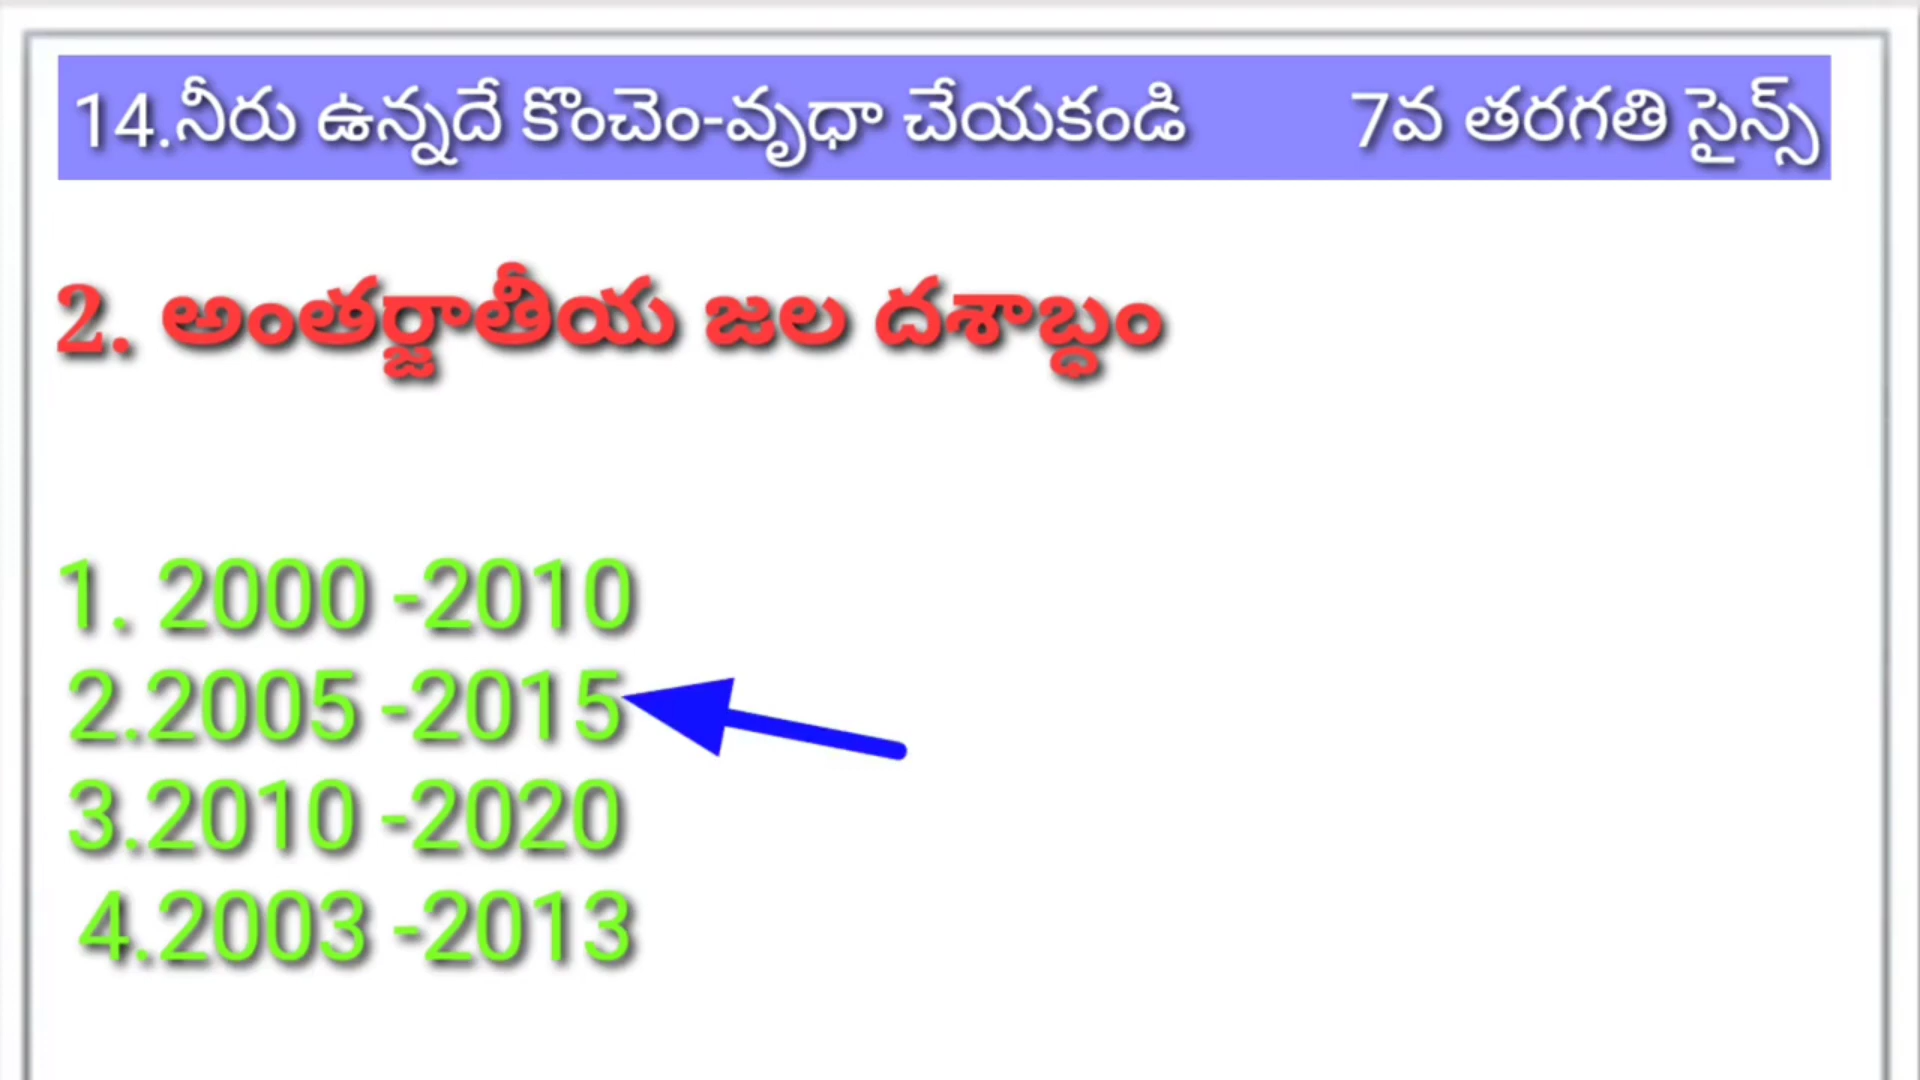 14.నీరు ఉన్నదే కొంచెం-వృధా చేయకండి 7వ తరగతి సైన్స్
2. అంతర్జాతీయ జల దశాబ్ధం
1. 2000 -2010
2.2005 -2015
3.2010 -2020
4.2003 -2013